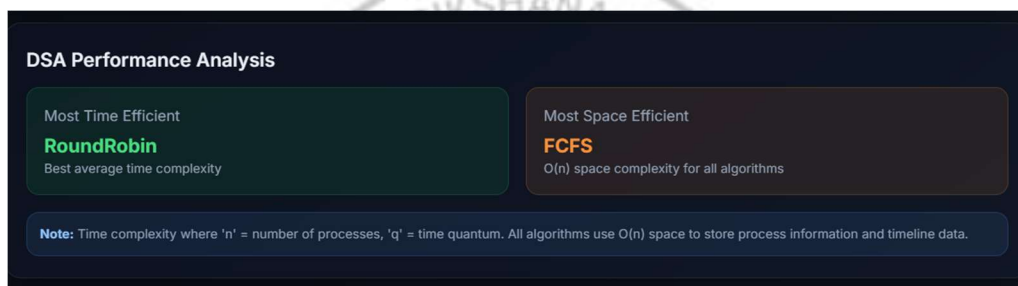 DSA Performance Analysis
Most Time Efficient
RoundRobin
Best average time complexity
Most Space Efficient
FCFS
O(n) space complexity for all algorithms
Note: Time complexity where 'n' = number of processes, 'q' = time quantum. All algorithms use O(n) space to store process information and timeline data.